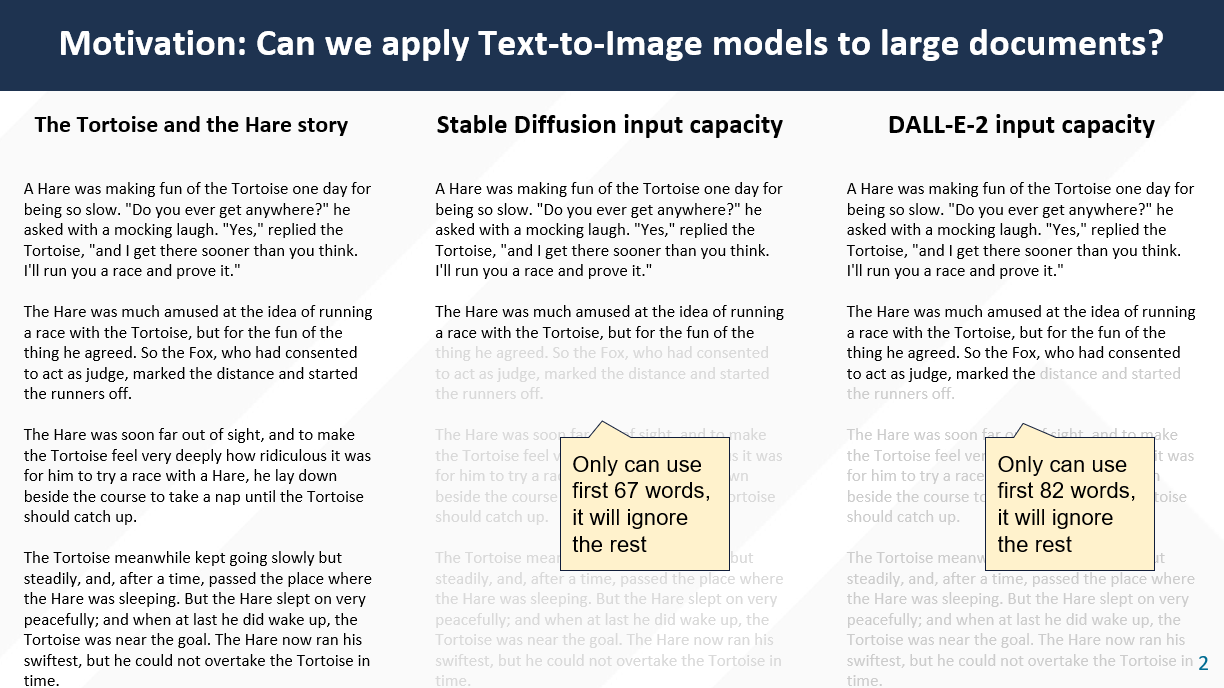 Motivation: Can we apply Text-to-Image models to large documents?
The Tortoise and the Hare story
A Hare was making fun of the Tortoise one day for
being so slow. "Do you ever get anywhere?" he
asked with a mocking laugh. "Yes," replied the
Tortoise, "and I get there sooner than you think.
I'll run you a race and prove it."
The Hare was much amused at the idea of running
a race with the Tortoise, but for the fun of the
thing he agreed. So the Fox, who had consented
to act as judge, marked the distance and started
the runners off.
The Hare was soon far out of sight, and to make
the Tortoise feel very deeply how ridiculous it was
for him to try a race with a Hare, he lay down
beside the course to take a nap until the Tortoise
should catch up.
The Tortoise meanwhile kept going slowly but
steadily, and, after a time, passed the place where
the Hare was sleeping. But the Hare slept on very
peacefully; and when at last he did wake up, the
Tortoise was near the goal. The Hare now ran his
swiftest, but he could not overtake the Tortoise in
time.
Stable Diffusion input capacity
A Hare was making fun of the Tortoise one day for
being so slow. "Do you ever get anywhere?" he
asked with a mocking laugh. "Yes," replied the
Tortoise, "and I get there sooner than you think.
I'll run you a race and prove it."
The Hare was much amused at the idea of running
a race with the Tortoise, but for the fun of the
thing he agreed. So the Fox, who had consented
to act as judge, marked the distance and started
the runners off.
The Hare was soon far of sight, and to make
the Tortoise feel it was
for him to try a
beside the course
should catch up.
The Tortoise but
steadily, and, after a time, passed the place where
the Hare was sleeping. But the Hare slept on very
peacefully; and when at last he did wake up, the
Tortoise was near the goal. The Hare now ran his
swiftest, but he could not overtake the Tortoise in
time.
Only can use
first 67 words,
it will ignore
the rest
DALL-E-2 input capacity
A Hare was making fun of the Tortoise one day for
being so slow. "Do you ever get anywhere?" he
asked with a mocking laugh. "Yes," replied the
Tortoise, "and I get there sooner than you think.
I'll run you a race and prove it."
The Hare was much amused at the idea of running
a race with the Tortoise, but for the fun of the
thing he agreed. So the Fox, who had consented
to act as judge, marked the distance and started
the runners off.
The Hare was soon far sight, and to make
the Tortoise feel it was
for him to try a
beside the course
should catch up.
The Tortoise
steadily, and, after a time, passed the place where
the Hare was sleeping. But the Hare slept on very
peacefully; and when at last he did wake up, the
Tortoise was near the goal. The Hare now ran his
swiftest, but he could not overtake the Tortoise in
time.
Only can use
first 82 words,
it will ignore
the rest
2